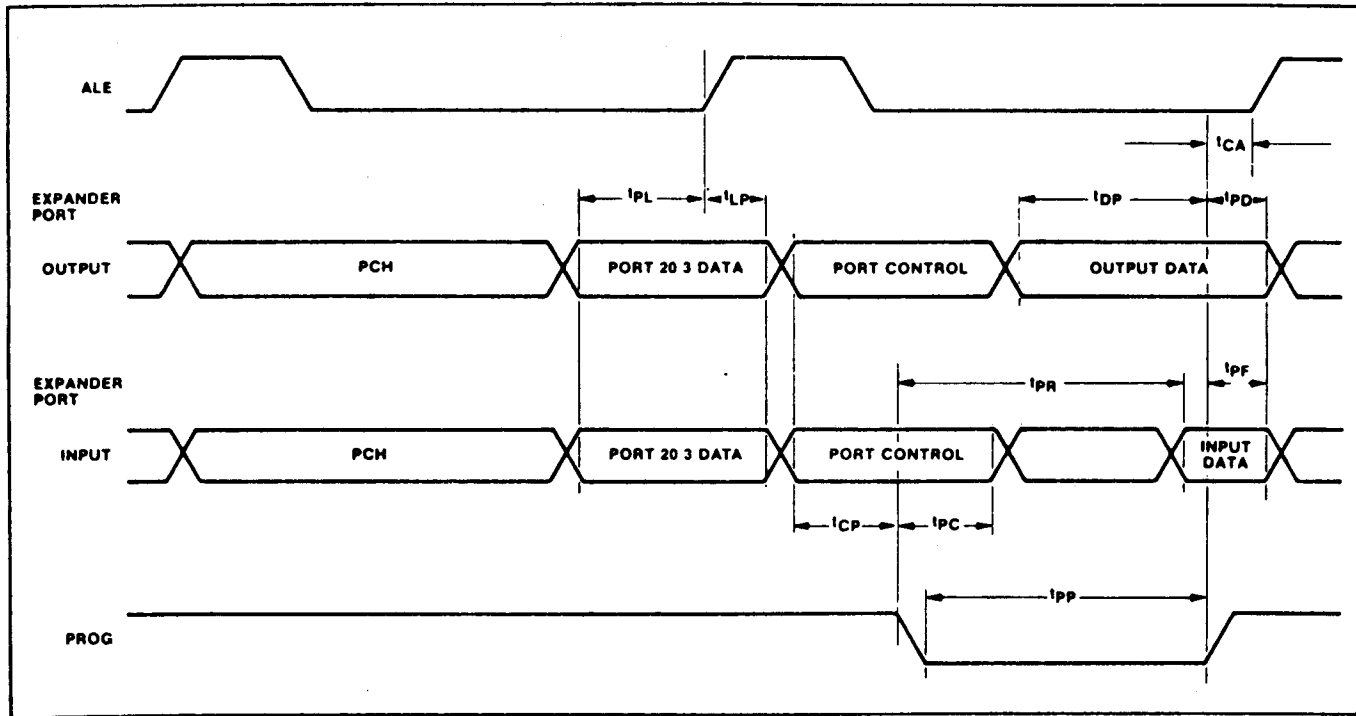 ALE
tCA
EXPANDER
PORT
tPL tLP tDP tPD
OUTPUT PCH PORT 20 3 DATA PORT CONTROL OUTPUT DATA
EXPANDER
PORT
tPR tPF
INPUT PCH PORT 20 3 DATA PORT CONTROL INPUT
DATA
tCP tPC
tPP
PROG